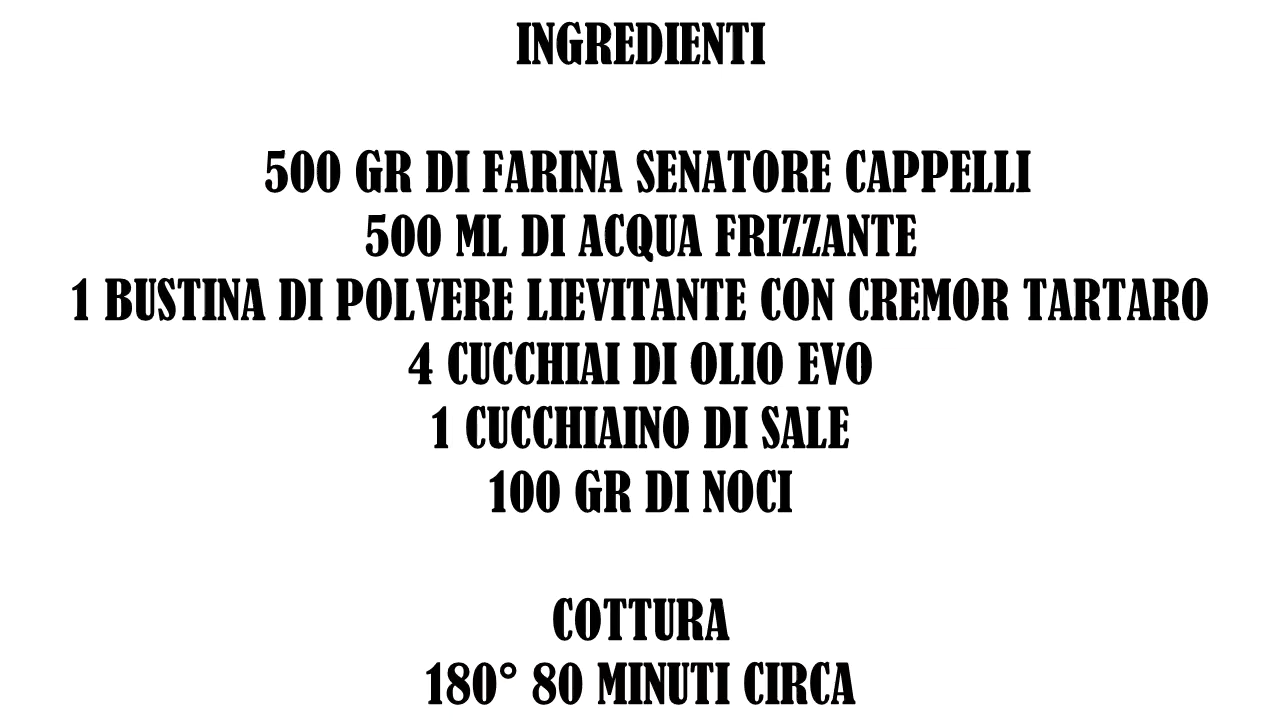 INGREDIENTI
500 GR DI FARINA SENATORE CAPPELLI
500 ML DI ACQUA FRIZZANTE
1 BUSTINA DI POLVERE LIEVITANTE CON CREMOR TARTARO
4 CUCCHIAI DI OLIO EVO
1 CUCCHIAINO DI SALE
100 GR DI NOCI
COTTURA
180° 80 MINUTI CIRCA